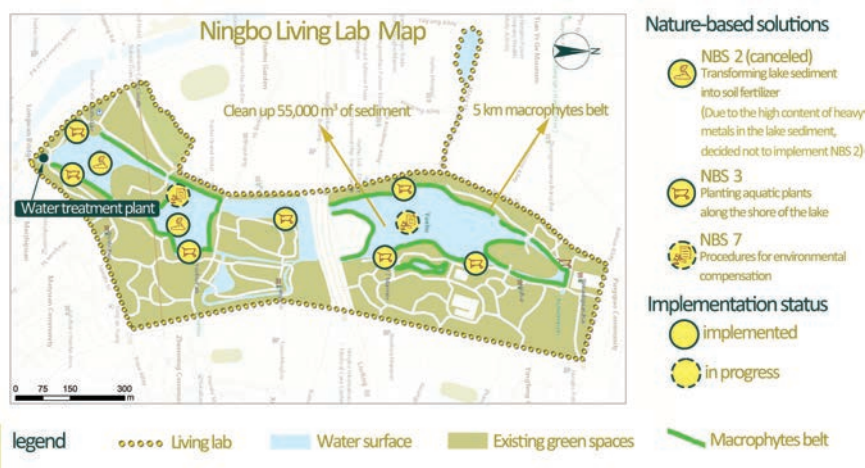 Ningbo Living Lab Map
Clean up 55,000 m³ of sediment
5 km macrophytes belt
N
Water treatment plant
0 75 150 300
m
Nature-based solutions
NBS 2 (canceled)
Transforming lake sediment
into soil fertilizer
(Due to the high content of heavy
metals in the lake sediment,
decided not to implement NBS 2)
NBS 3
Planting aquatic plants
along the shore of the lake
NBS 7
Procedures for environmental
compensation
Implementation status
implemented
in progress
legend
Living lab
Water surface
Existing green spaces
Macrophytes belt